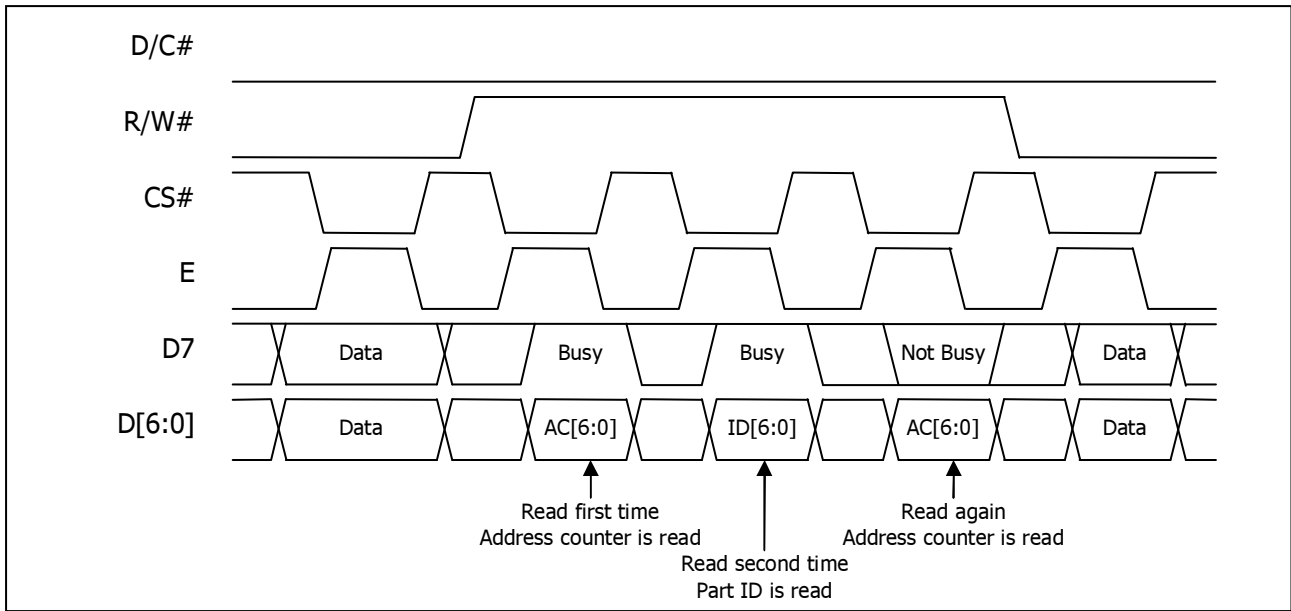 D/C#
R/W#
CS#
E
D7
Data
Busy
Busy
Not Busy
Data
D[6:0]
Data
AC[6:0]
ID[6:0]
AC[6:0]
Data
Read first time
Address counter is read
Read second time
Part ID is read
Read again
Address counter is read